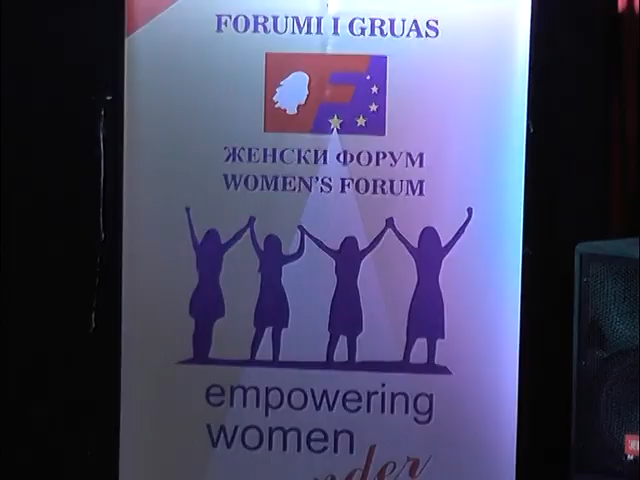 FORUMI I GRUAS
F
ЖЕНСКИ ФОРУМ
WOMEN'S FORUM
empowering
women